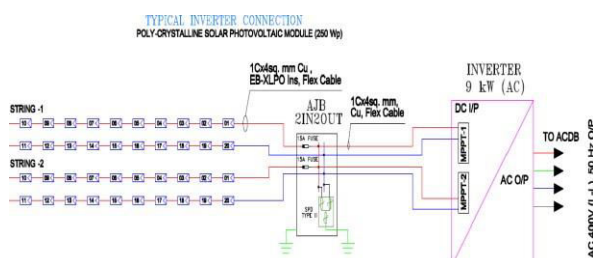 TYPICAL INVERTER CONNECTION
POLY-CRYSTALLINE SOLAR PHOTOVOLTAIC MODULE (250 Wp)
1Cx4sq. mm Cu ,
EB-XLPO Ins, Flex Cable
INVERTER
9 kW (AC)
AJB
2IN2OUT
1Cx4sq. mm,
Cu, Flex Cable
DC I/P
STRING -1
10 09 08 07 06 05 04 03 02 01
15A FUSE
MPPT-1
TO ACDB
11 12 13 14 15 16 17 18 19 20
STRING -2
15A FUSE
10 09 08 07 06 05 04 03 02 01
MPPT-2
AC O/P
11 12 13 14 15 16 17 18 19 20
SPD
TYPE II
AC 400V (L-L), 50 Hz O/P